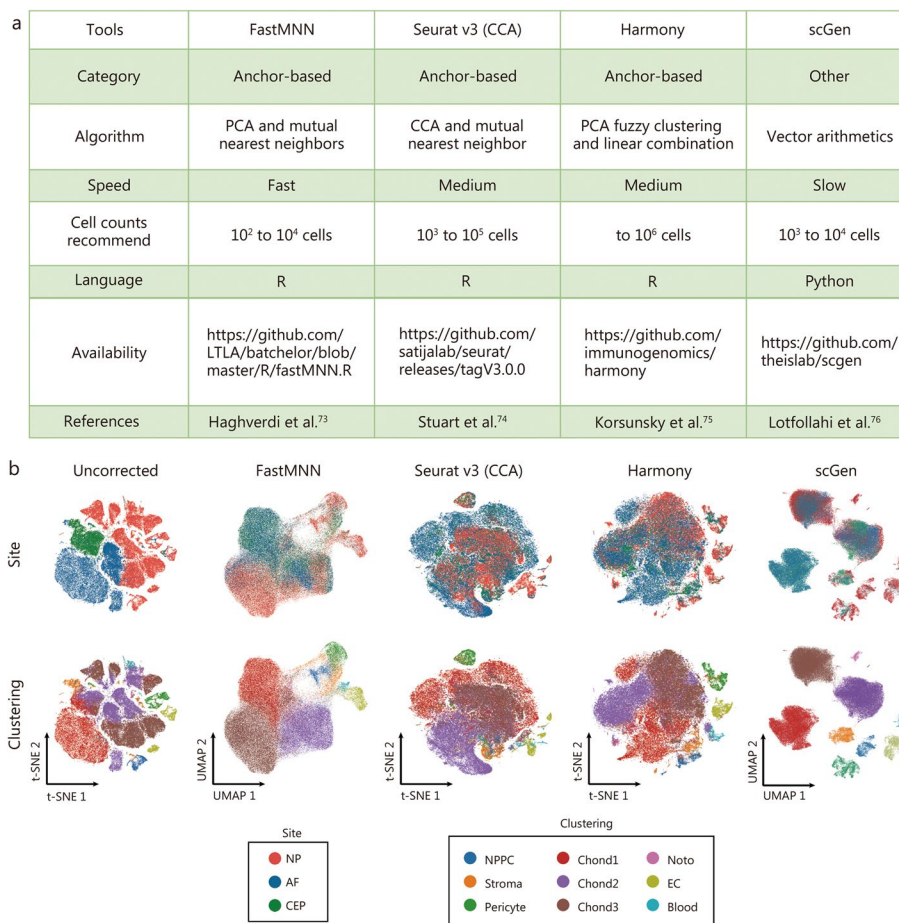 a
Tools FastMNN Seurat v3 (CCA) Harmony scGen
Category Anchor-based Anchor-based Anchor-based Other
Algorithm PCA and mutual nearest neighbors CCA and mutual nearest neighbor PCA fuzzy clustering and linear combination Vector arithmetics
Speed Fast Medium Medium Slow
Cell counts recommend 10² to 10⁴ cells 10³ to 10⁵ cells to 10⁶ cells 10³ to 10⁴ cells
Language R R R Python
Availability https://github.com/LTLA/batchelor/blob/master/R/fastMNN.R https://github.com/satijalab/seurat/releases/tagV3.0.0 https://github.com/immunogenomics/harmony https://github.com/theislab/scgen
References Haghverdi et al.⁷³ Stuart et al.⁷⁴ Korsunsky et al.⁷⁵ Lotfollahi et al.⁷⁶
b
Uncorrected FastMNN Seurat v3 (CCA) Harmony scGen
Site
Clustering
t-SNE 2 UMAP 2 t-SNE 2 t-SNE 2 UMAP 2
t-SNE 1 UMAP 1 t-SNE 1 t-SNE 1 UMAP 1
Site
NP
AF
CEP
Clustering
NPPC Chond1 Noto
Stroma Chond2 EC
Pericyte Chond3 Blood